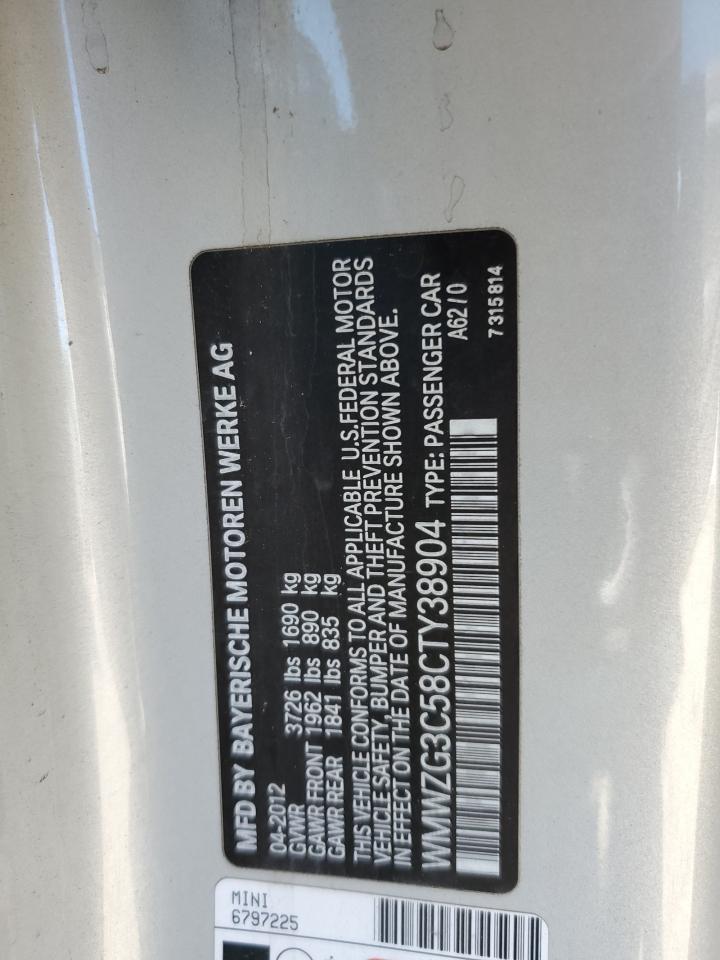 MFD BY BAYERISCHE MOTOREN WERKE AG
04-2012
GVWR 3726 lbs 1690 kg
GAWR FRONT 1962 lbs 890 kg
GAWR REAR 1841 lbs 835 kg
THIS VEHICLE CONFORMS TO ALL APPLICABLE U.S.FEDERAL MOTOR
VEHICLE SAFETY, BUMPER AND THEFT PREVENTION STANDARDS
IN EFFECT ON THE DATE OF MANUFACTURE SHOWN ABOVE.
WMWZG3C58CTY38904 TYPE: PASSENGER CAR
A62/0
7315814
MINI
6797225